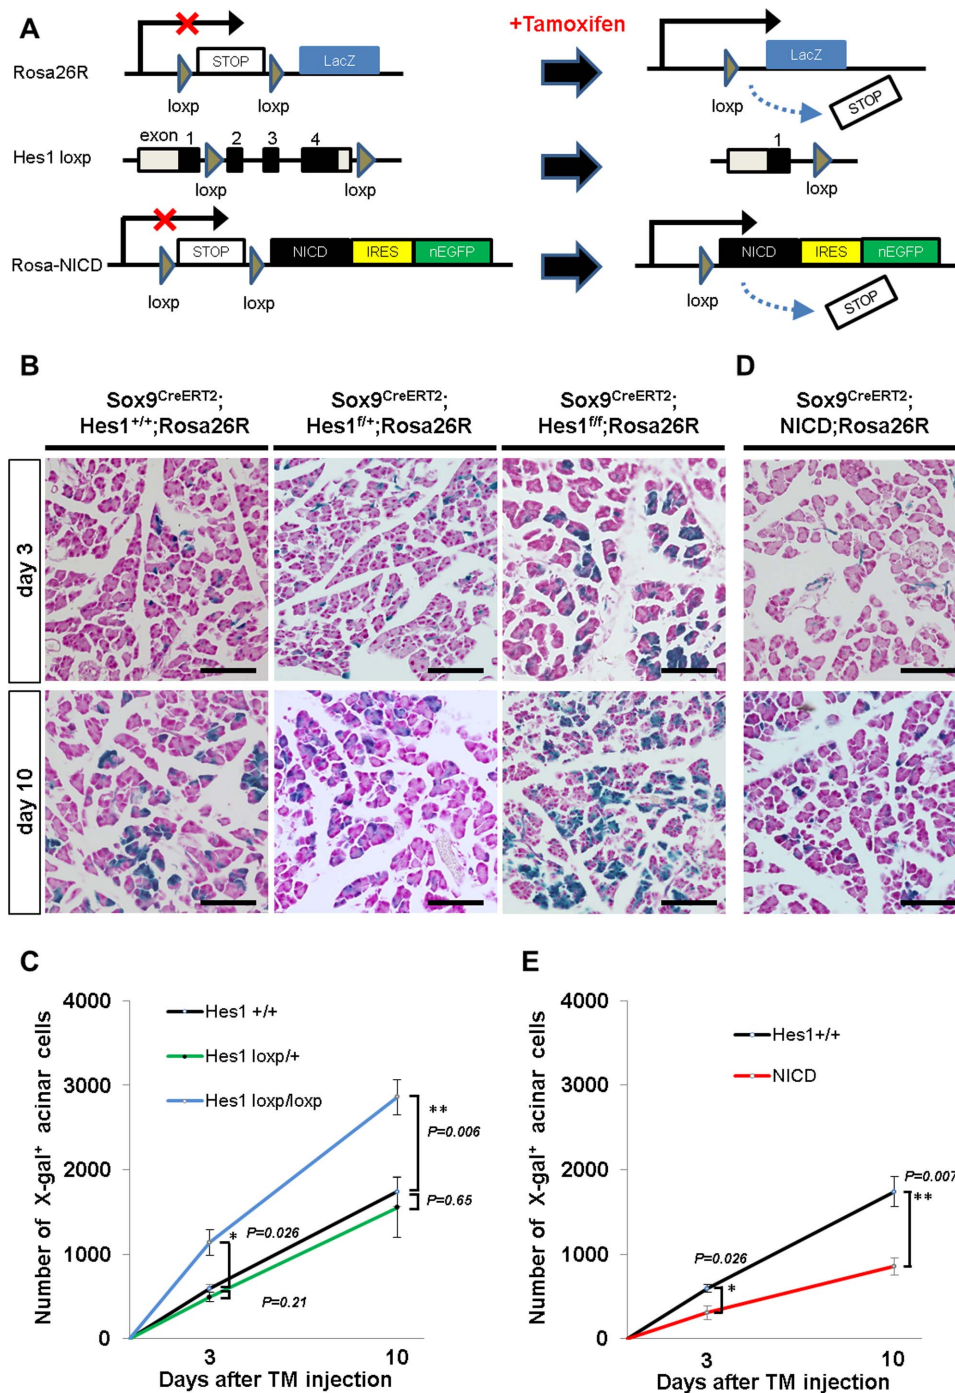 A
+Tamoxifen
Rosa26R
STOP
LacZ
loxp
loxp
LacZ
loxp
STOP
Hes1 loxp
exon
1
2
3
4
loxp
loxp
1
loxp
Rosa-NICD
STOP
NICD
IRES
nEGFP
loxp
loxp
NICD
IRES
nEGFP
loxp
STOP
B
Sox9CreERT2;
Hes1+/+;Rosa26R
Sox9CreERT2;
Hes1f/+;Rosa26R
Sox9CreERT2;
Hes1f/f;Rosa26R
D
Sox9CreERT2;
NICD;Rosa26R
day 3
day 10
C
Number of X-gal+ acinar cells
4000
3000
2000
1000
0
Hes1 +/+
Hes1 loxp/+
Hes1 loxp/loxp
**
P=0.006
P=0.65
*
P=0.026
P=0.21
3
10
Days after TM injection
E
Number of X-gal+ acinar cells
4000
3000
2000
1000
0
Hes1+/+
NICD
P=0.007
**
P=0.026
*
3
10
Days after TM injection